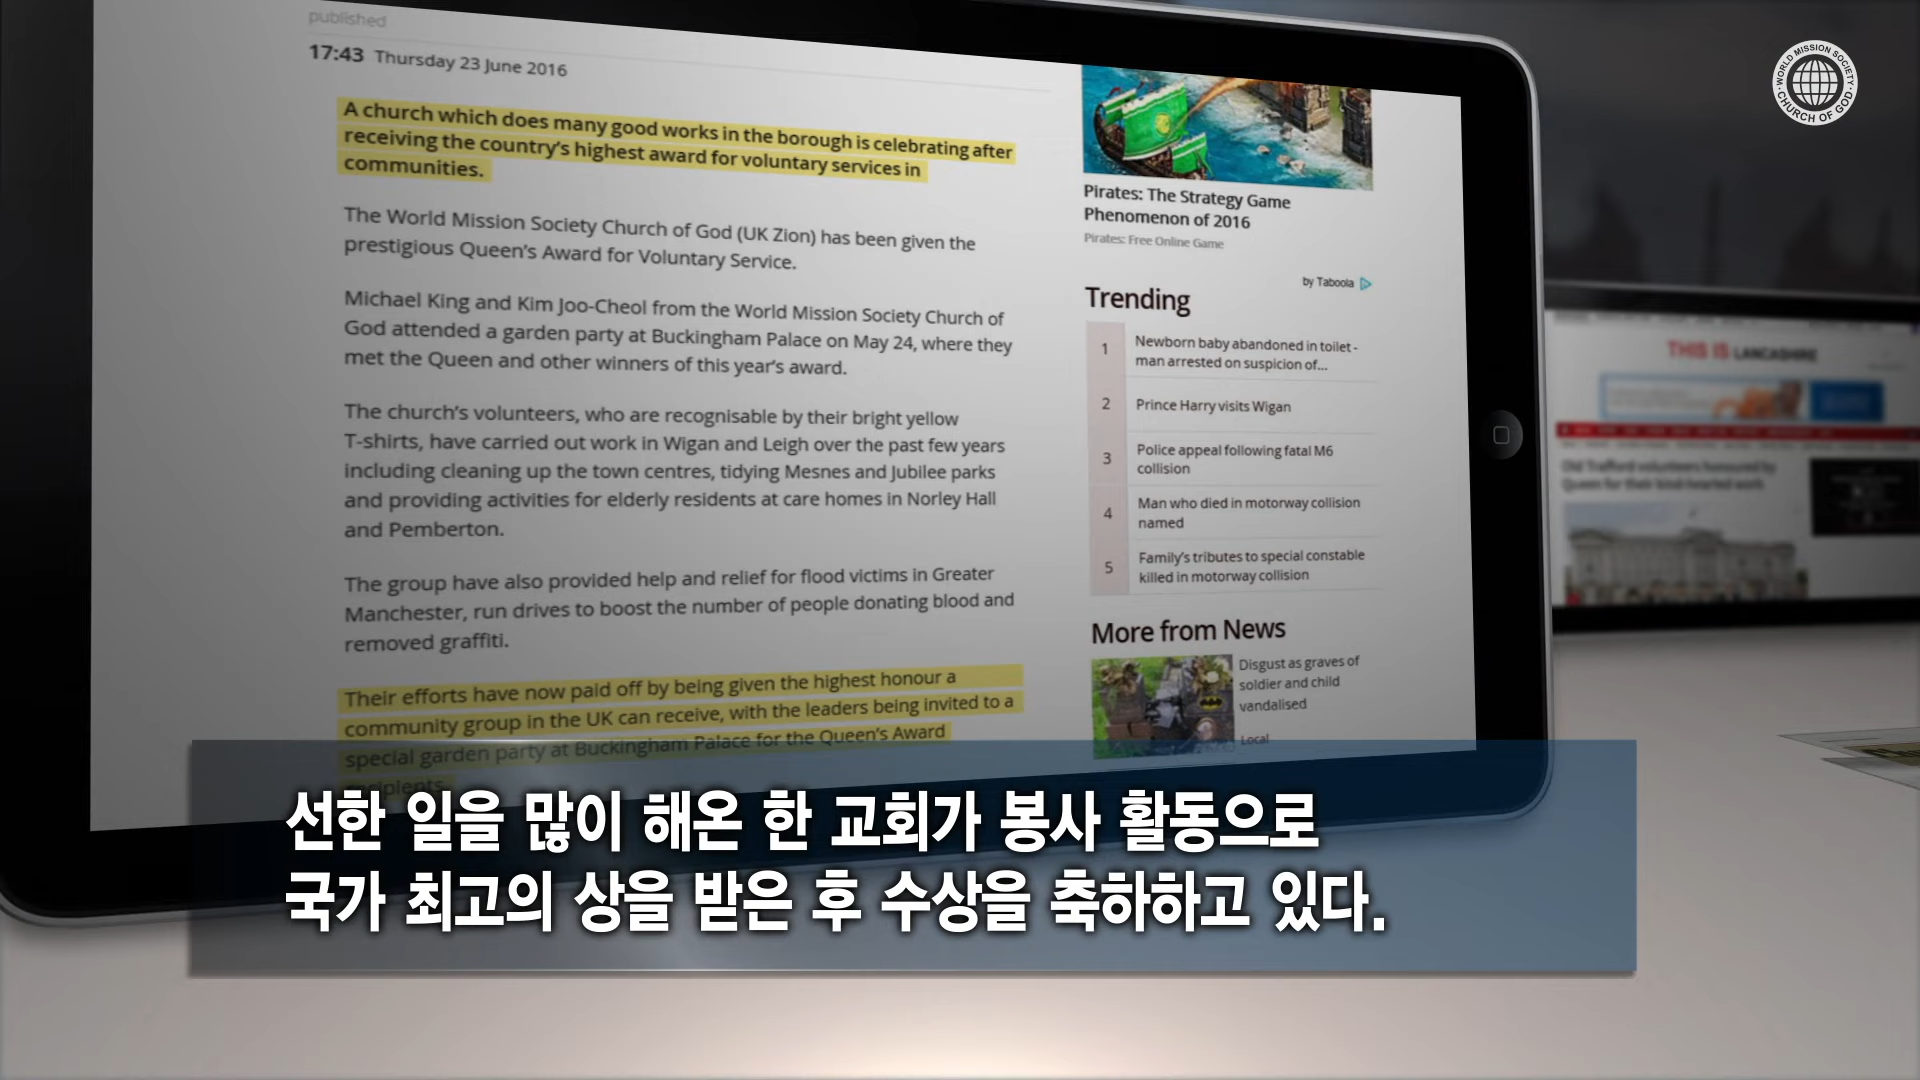 published
17:43 Thursday 23 June 2016
A church which does many good works in the borough is celebrating after
receiving the country's highest award for voluntary services in
communities.
The World Mission Society Church of God (UK Zion) has been given the
prestigious Queen's Award for Voluntary Service.
Michael King and Kim Joo-Cheol from the World Mission Society Church of
God attended a garden party at Buckingham Palace on May 24, where they
met the Queen and other winners of this year's award.
The church's volunteers, who are recognisable by their bright yellow
T-shirts, have carried out work in Wigan and Leigh over the past few years
including cleaning up the town centres, tidying Mesnes and Jubilee parks
and providing activities for elderly residents at care homes in Norley Hall
and Pemberton.
The group have also provided help and relief for flood victims in Greater
Manchester, run drives to boost the number of people donating blood and
removed graffiti.
Their efforts have now paid off by being given the highest honour a
community group in the UK can receive, with the leaders being invited to a
special garden party at Buckingham Palace for the Queen's Award
recipients.
Pirates: The Strategy Game
Phenomenon of 2016
Pirates: Free Online Game
by Taboola
Trending
1 Newborn baby abandoned in toilet -
man arrested on suspicion of...
2 Prince Harry visits Wigan
3 Police appeal following fatal M6
collision
4 Man who died in motorway collision
named
5 Family's tributes to special constable
killed in motorway collision
More from News
Disgust as graves of
soldier and child
vandalised
Local
WORLD MISSION SOCIETY
CHURCH OF GOD
THIS IS LANCASHIRE
Old Trafford volunteers honoured by
Queen for their kind-hearted work
선한 일을 많이 해온 한 교회가 봉사 활동으로
국가 최고의 상을 받은 후 수상을 축하하고 있다.